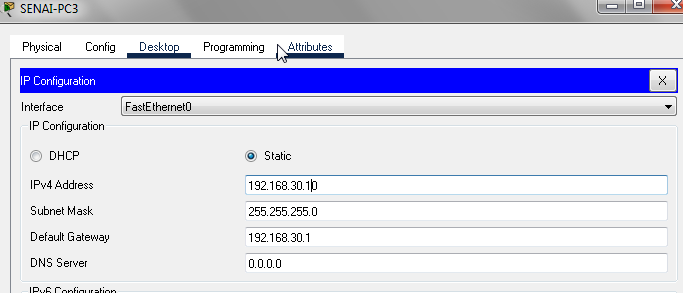 SENAI-PC3
Physical Config Desktop Programming Attributes
IP Configuration X
Interface FastEthernet0
IP Configuration
DHCP Static
IPv4 Address 192.168.30.10
Subnet Mask 255.255.255.0
Default Gateway 192.168.30.1
DNS Server 0.0.0.0
IPv6 Configuration